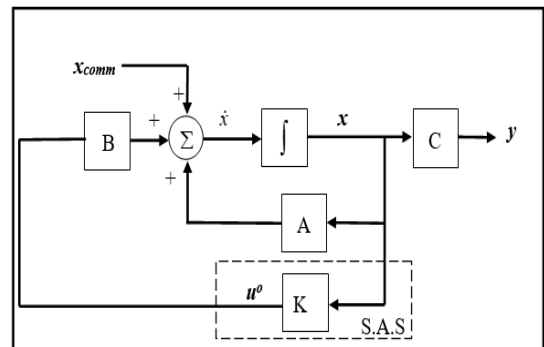 x_comm
+
+
B
Σ
ẋ
∫
x
C
y
+
A
u⁰
K
S.A.S